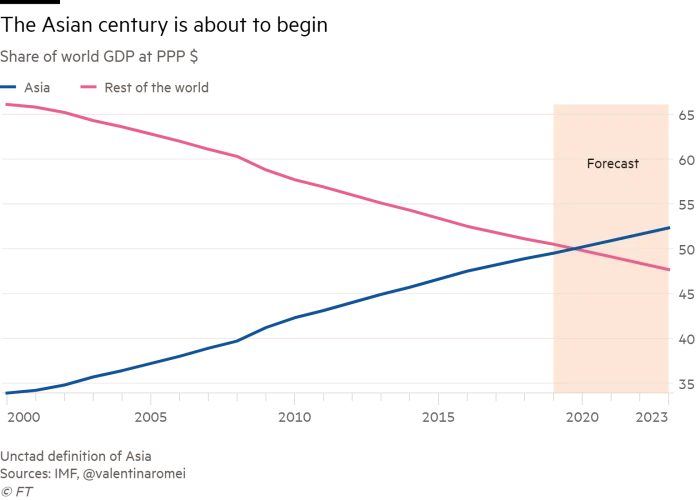 The Asian century is about to begin
Share of world GDP at PPP $
Asia Rest of the world
65
60
Forecast
55
50
45
40
35
2000 2005 2010 2015 2020 2023
Unctad definition of Asia
Sources: IMF, @valentinaromei
© FT